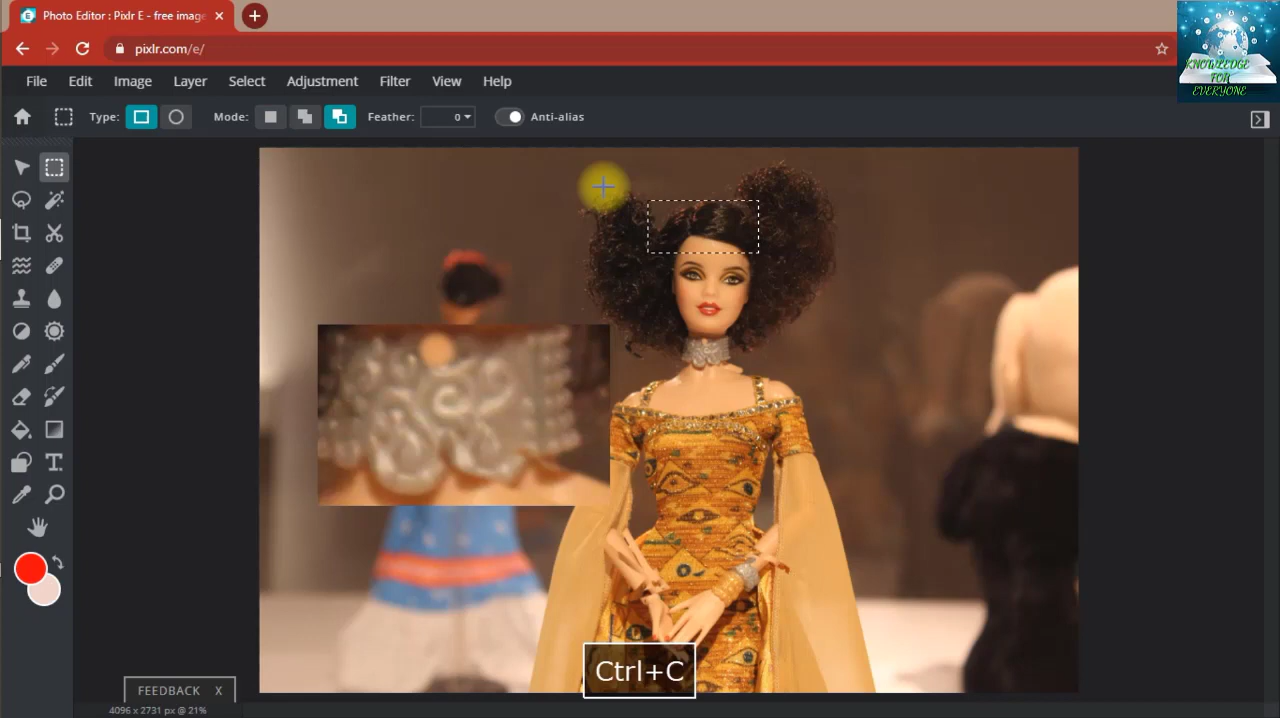 Photo Editor : Pixlr E - free image
pixlr.com/e/
KNOWLEDGE
FOR
EVERYONE
File Edit Image Layer Select Adjustment Filter View Help
Type: Mode: Feather: 0 Anti-alias
Ctrl+C
FEEDBACK X
4096 x 2731 px @ 21%